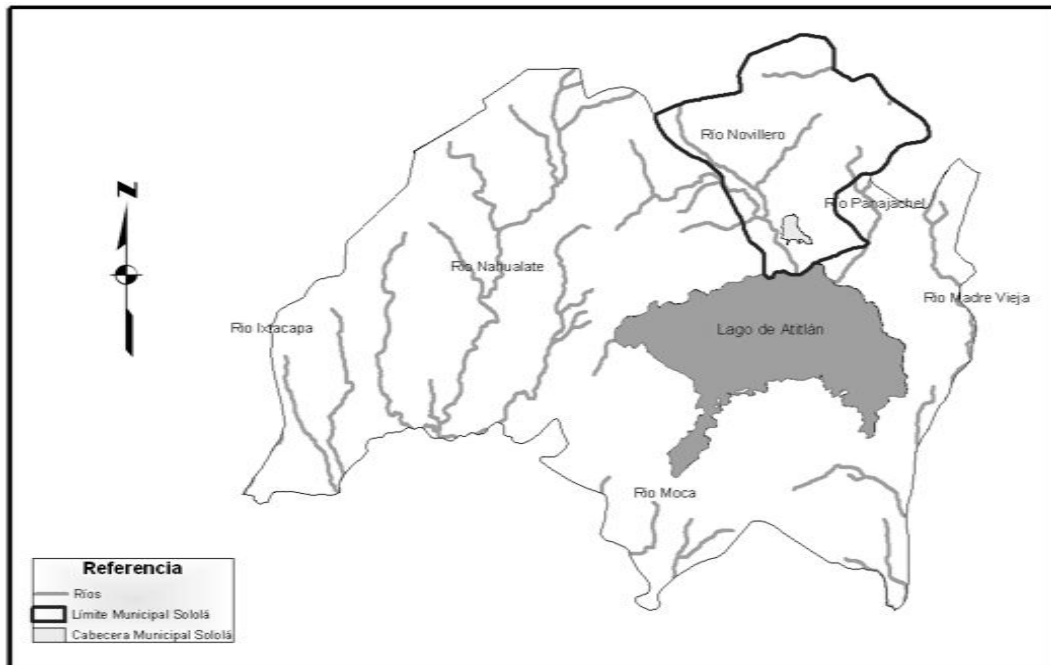 Río Novillero
Río Panajachel
Río Nahualate
Río Madre Vieja
Río Ixtacapa
Lago de Atitlán
Río Moca
N
Referencia
Ríos
Límite Municipal Sololá
Cabecera Municipal Sololá